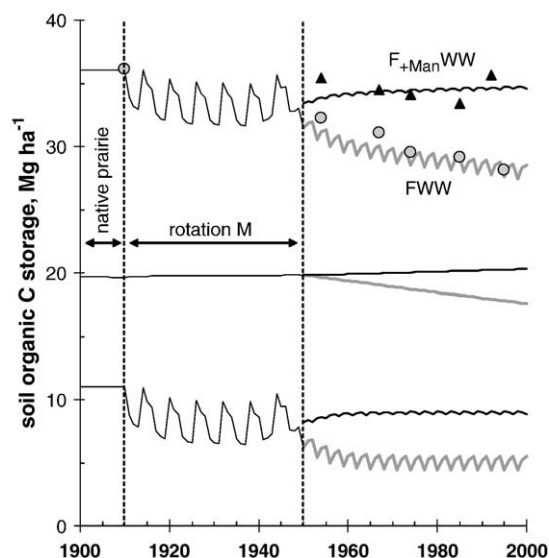 40
30
20
10
0
soil organic C storage, Mg ha⁻¹
native prairie
rotation M
F₊ManWW
FWW
1900 1920 1940 1960 1980 2000